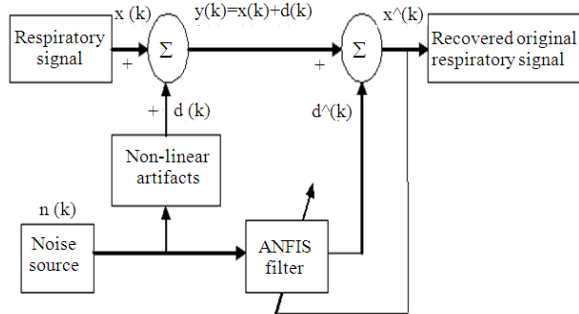 x (k)
y(k)=x(k)+d(k)
x^(k)
Respiratory
signal
Σ
Σ
Recovered original
respiratory signal
+
+
+
d (k)
d^(k)
Non-linear
artifacts
n (k)
Noise
source
ANFIS
filter